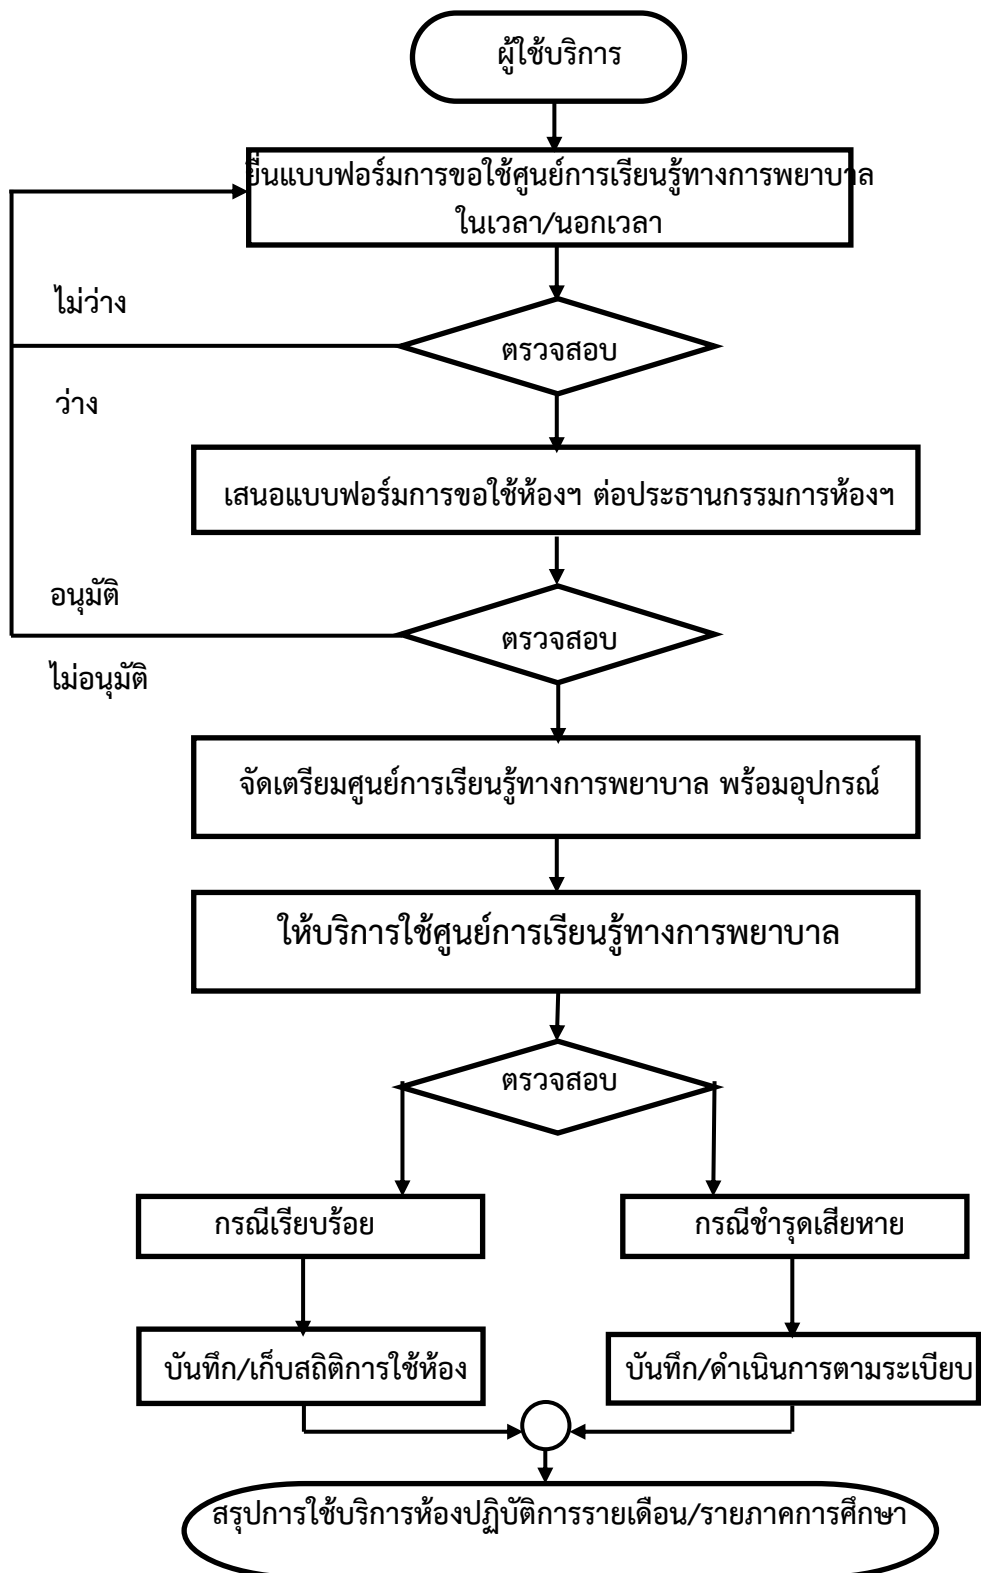 ผู้ใช้บริการ
ยื่นแบบฟอร์มการขอใช้ศูนย์การเรียนรู้ทางการพยาบาล
ในเวลา/นอกเวลา
ไม่ว่าง
ตรวจสอบ
ว่าง
เสนอแบบฟอร์มการขอใช้ห้องฯ ต่อประธานกรรมการห้องฯ
อนุมัติ
ตรวจสอบ
ไม่อนุมัติ
จัดเตรียมศูนย์การเรียนรู้ทางการพยาบาล พร้อมอุปกรณ์
ให้บริการใช้ศูนย์การเรียนรู้ทางการพยาบาล
ตรวจสอบ
กรณีเรียบร้อย
กรณีชำรุดเสียหาย
บันทึก/เก็บสถิติการใช้ห้อง
บันทึก/ดำเนินการตามระเบียบ
สรุปการใช้บริการห้องปฏิบัติการรายเดือน/รายภาคการศึกษา